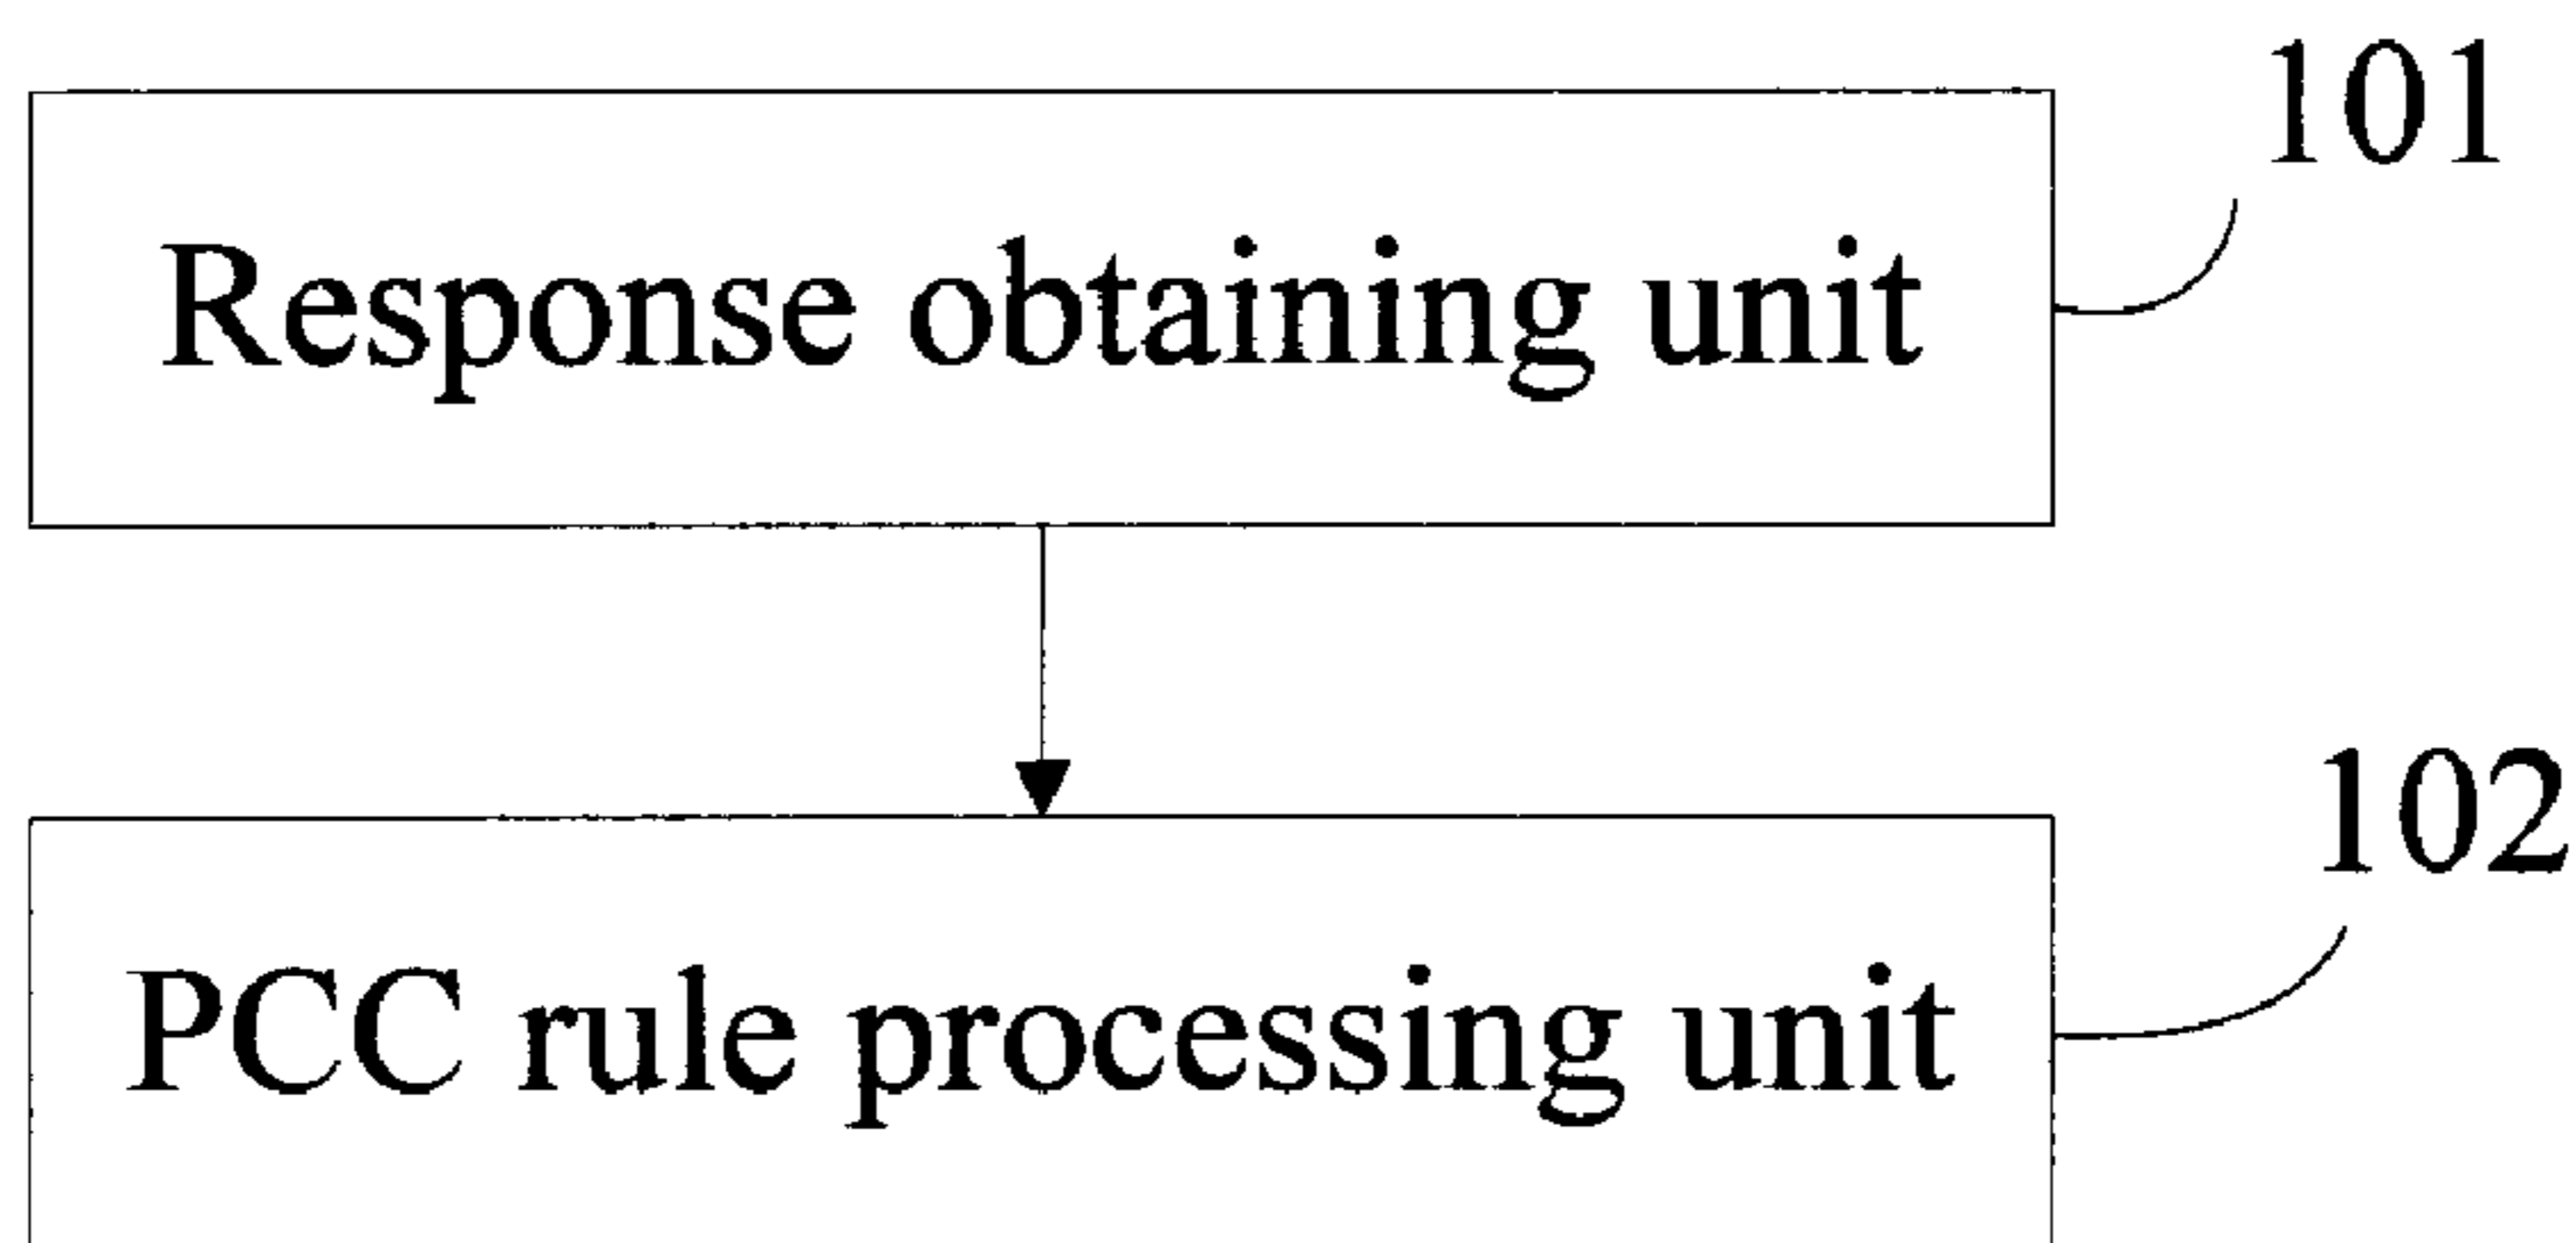 101
Response obtaining unit
102
PCC rule processing unit